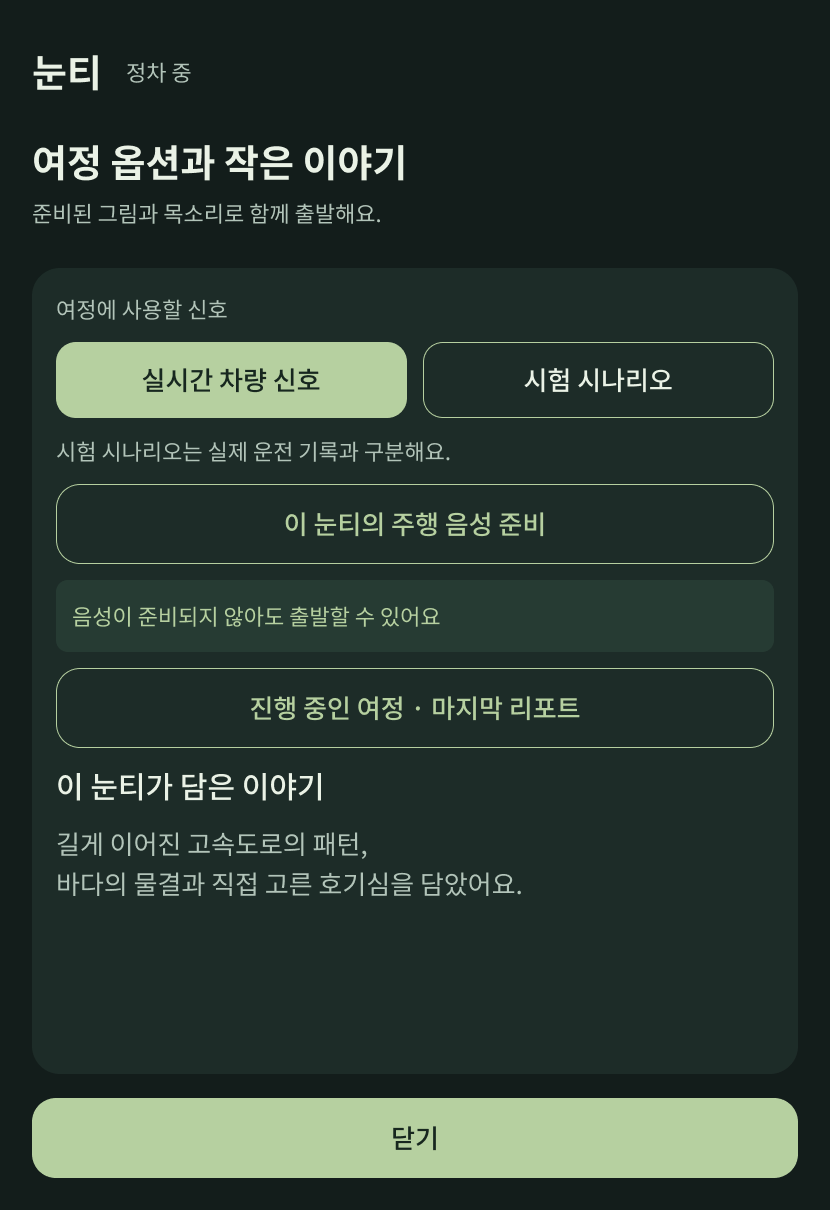 눈티 정차 중
여정 옵션과 작은 이야기
준비된 그림과 목소리로 함께 출발해요.
여정에 사용할 신호
실시간 차량 신호
시험 시나리오
시험 시나리오는 실제 운전 기록과 구분해요.
이 눈티의 주행 음성 준비
음성이 준비되지 않아도 출발할 수 있어요
진행 중인 여정 · 마지막 리포트
이 눈티가 담은 이야기
길게 이어진 고속도로의 패턴,
바다의 물결과 직접 고른 호기심을 담았어요.
닫기